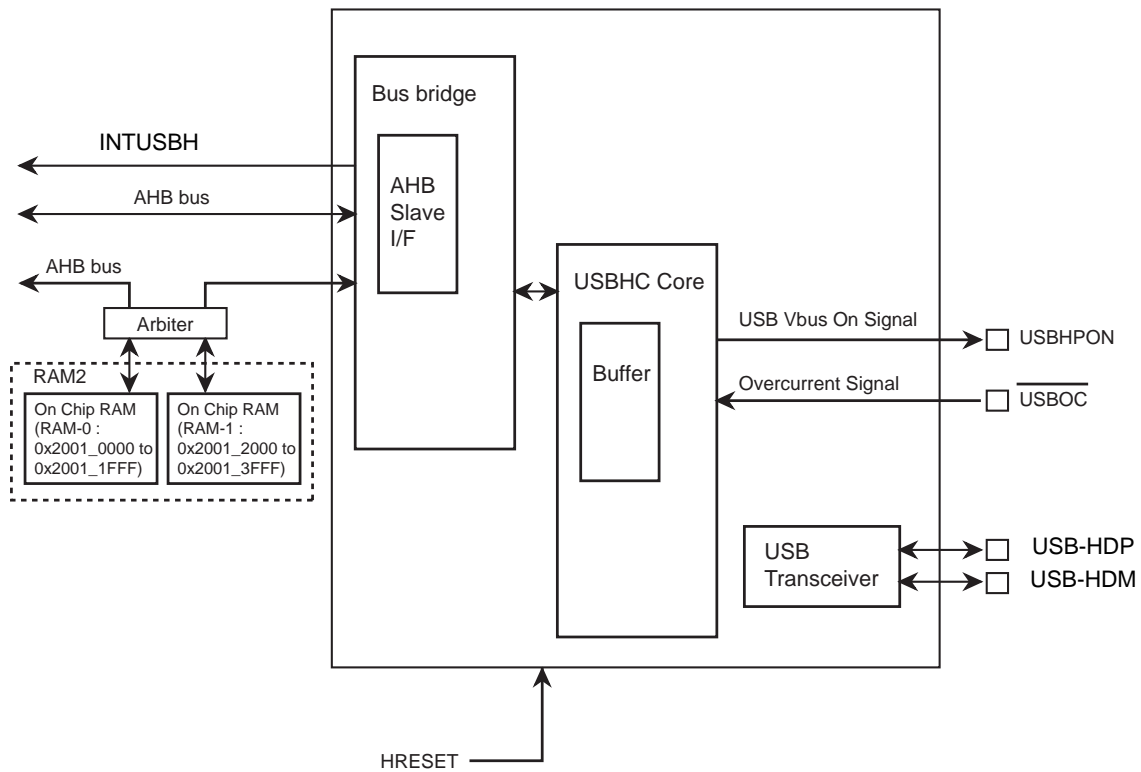 Bus bridge
INTUSBH
AHB bus
AHB
Slave
I/F
AHB bus
Arbiter
RAM2
On Chip RAM
(RAM-0 :
0x2001_0000 to
0x2001_1FFF)
On Chip RAM
(RAM-1 :
0x2001_2000 to
0x2001_3FFF)
USBHC Core
Buffer
USB Vbus On Signal
USBHPON
Overcurrent Signal
USBOC
USB
Transceiver
USB-HDP
USB-HDM
HRESET